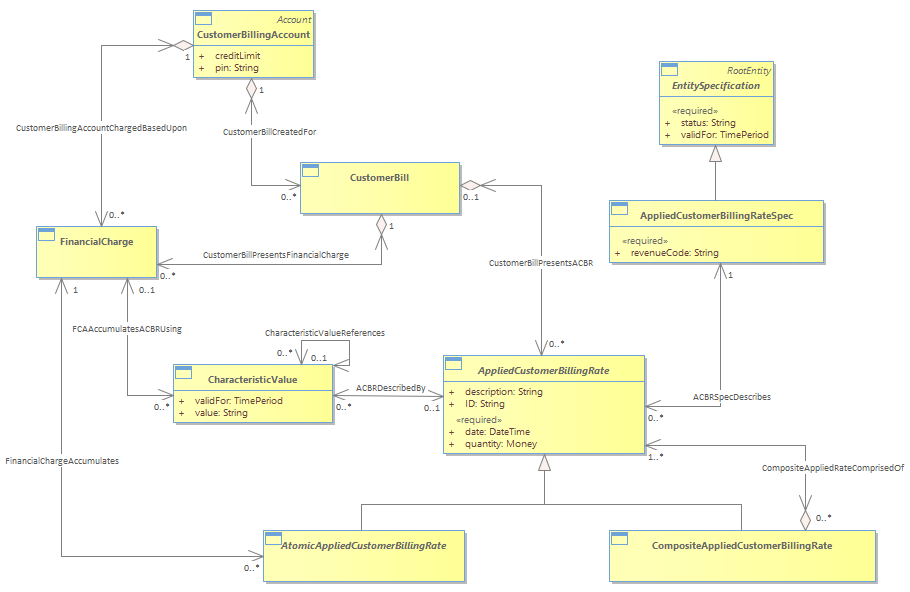 Account
CustomerBillingAccount
+ creditLimit
+ pin: String
1
1
CustomerBillingAccountChargedBasedUpon
CustomerBillCreatedFor
RootEntity
EntitySpecification
«required»
+ status: String
+ validFor: TimePeriod
CustomerBill
0..*
0..1
1
0..*
FinancialCharge
CustomerBillPresentsFinancialCharge
0..*
CustomerBillPresentsACBR
AppliedCustomerBillingRateSpec
«required»
+ revenueCode: String
1
1
0..1
FCAAccumulatesACBRUsing
CharacteristicValueReferences
0..*
0..1
0..*
CharacteristicValue
+ validFor: TimePeriod
+ value: String
0..*
0..*
ACBRDescribedBy
0..1
AppliedCustomerBillingRate
+ description: String
+ ID: String
«required»
+ date: DateTime
+ quantity: Money
ACBRSpecDescribes
0..*
1..*
FinancialChargeAccumulates
CompositeAppliedRateComprisedOf
0..*
0..*
AtomicAppliedCustomerBillingRate
CompositeAppliedCustomerBillingRate